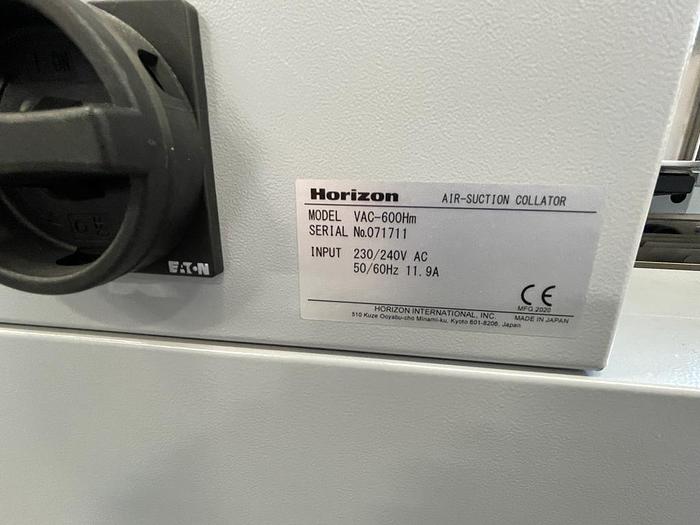 I ON
EATON
Horizon AIR-SUCTION COLLATOR
MODEL VAC-600Hm
SERIAL No.071711
INPUT 230/240V AC
50/60Hz 11.9A
CE
MFG.2020
HORIZON INTERNATIONAL, INC. MADE IN JAPAN
510 Kuze Ooyabu-cho Minami-ku, Kyoto 601-8206, Japan